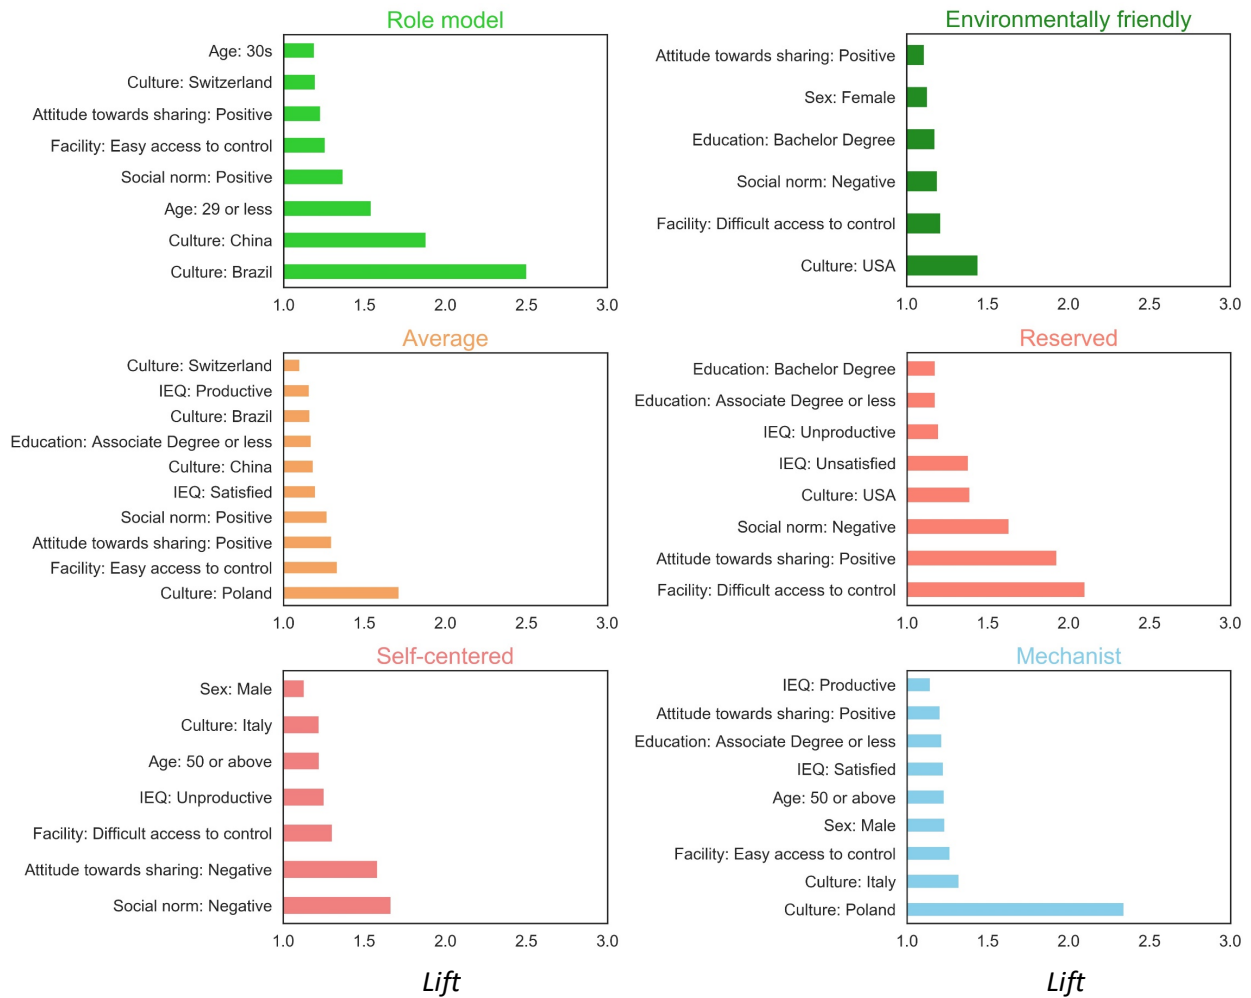 Role model
Age: 30s
Culture: Switzerland
Attitude towards sharing: Positive
Facility: Easy access to control
Social norm: Positive
Age: 29 or less
Culture: China
Culture: Brazil
1.0 1.5 2.0 2.5 3.0
Environmentally friendly
Attitude towards sharing: Positive
Sex: Female
Education: Bachelor Degree
Social norm: Negative
Facility: Difficult access to control
Culture: USA
1.0 1.5 2.0 2.5 3.0
Average
Culture: Switzerland
IEQ: Productive
Culture: Brazil
Education: Associate Degree or less
Culture: China
IEQ: Satisfied
Social norm: Positive
Attitude towards sharing: Positive
Facility: Easy access to control
Culture: Poland
1.0 1.5 2.0 2.5 3.0
Reserved
Education: Bachelor Degree
Education: Associate Degree or less
IEQ: Unproductive
IEQ: Unsatisfied
Culture: USA
Social norm: Negative
Attitude towards sharing: Positive
Facility: Difficult access to control
1.0 1.5 2.0 2.5 3.0
Self-centered
Sex: Male
Culture: Italy
Age: 50 or above
IEQ: Unproductive
Facility: Difficult access to control
Attitude towards sharing: Negative
Social norm: Negative
1.0 1.5 2.0 2.5 3.0
Lift
Mechanist
IEQ: Productive
Attitude towards sharing: Positive
Education: Associate Degree or less
IEQ: Satisfied
Age: 50 or above
Sex: Male
Facility: Easy access to control
Culture: Italy
Culture: Poland
1.0 1.5 2.0 2.5 3.0
Lift